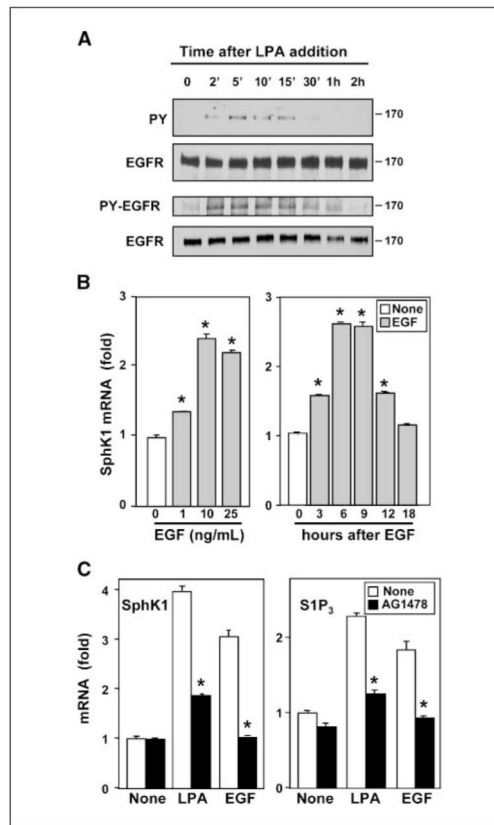 A
Time after LPA addition
0 2' 5' 10' 15' 30' 1h 2h
PY - 170
EGFR - 170
PY-EGFR - 170
EGFR - 170
B
SphK1 mRNA (fold)
3
2
1
0
0 1 10 25
EGF (ng/mL)
* * *
3
2
1
0
None
EGF
* * * *
0 3 6 9 12 18
hours after EGF
C
mRNA (fold)
SphK1
4
3
2
1
0
* *
None LPA EGF
S1P3
None
AG1478
2
1
0
* *
None LPA EGF